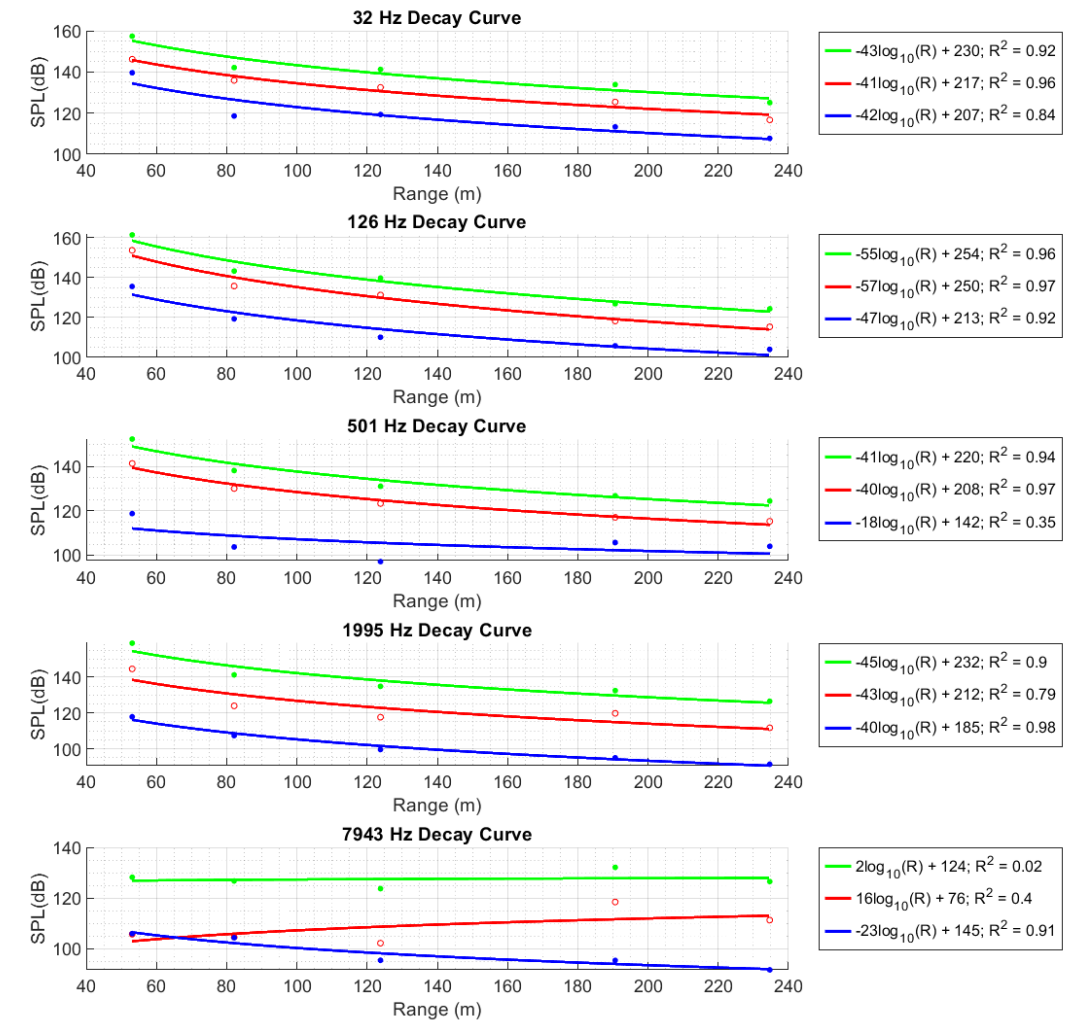 32 Hz Decay Curve
SPL(dB)
160
140
120
100
40 60 80 100 120 140 160 180 200 220 240
Range (m)
-43log10(R) + 230; R2 = 0.92
-41log10(R) + 217; R2 = 0.96
-42log10(R) + 207; R2 = 0.84
126 Hz Decay Curve
SPL(dB)
160
140
120
100
40 60 80 100 120 140 160 180 200 220 240
Range (m)
-55log10(R) + 254; R2 = 0.96
-57log10(R) + 250; R2 = 0.97
-47log10(R) + 213; R2 = 0.92
501 Hz Decay Curve
SPL(dB)
140
120
100
40 60 80 100 120 140 160 180 200 220 240
Range (m)
-41log10(R) + 220; R2 = 0.94
-40log10(R) + 208; R2 = 0.97
-18log10(R) + 142; R2 = 0.35
1995 Hz Decay Curve
SPL(dB)
140
120
100
40 60 80 100 120 140 160 180 200 220 240
Range (m)
-45log10(R) + 232; R2 = 0.9
-43log10(R) + 212; R2 = 0.79
-40log10(R) + 185; R2 = 0.98
7943 Hz Decay Curve
SPL(dB)
140
120
100
40 60 80 100 120 140 160 180 200 220 240
Range (m)
2log10(R) + 124; R2 = 0.02
16log10(R) + 76; R2 = 0.4
-23log10(R) + 145; R2 = 0.91